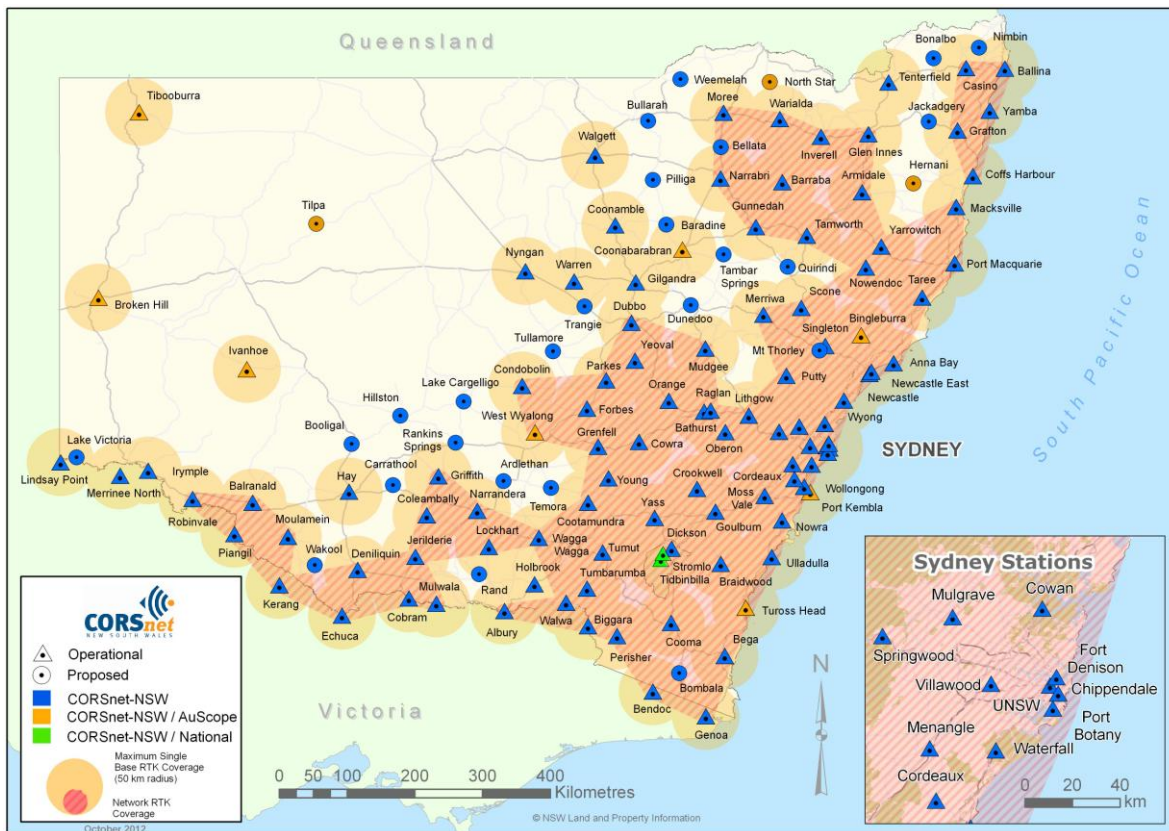 Queensland
Nimbin
Bonalbo
Weemelah
North Star
Tenterfield
Casino
Ballina
Tibooburra
Moree
Warialda
Bullarah
Jackadgery
Yamba
Walgett
Bellata
Inverell
Glen Innes
Grafton
Hernani
Pilliga
Narrabri
Barraba
Armidale
Coffs Harbour
Tilpa
Coonamble
Baradine
Gunnedah
Tamworth
Macksville
Yarrowitch
Nyngan
Coonabarabran
Warren
Tambar
Springs
Quirindi
Port Macquarie
Gilgandra
Scone
Nowendoc
Taree
Broken Hill
Dubbo
Merriwa
Trangie
Dunedoo
Singleton
Bingleburra
Tullamore
Yeoval
Mt Thorley
Ivanhoe
Condobolin
Parkes
Mudgee
Anna Bay
Lake Cargelligo
Orange
Raglan
Putty
Newcastle East
Hillston
Lithgow
Newcastle
West Wyalong
Forbes
Wyong
Booligal
Rankins
Springs
Grenfell
Bathurst
Oberon
SYDNEY
Lake Victoria
Cowra
Irymple
Carrathool
Griffith
Ardlethan
Crookwell
Cordeaux
Lindsay Point
Merrinee North
Balranald
Hay
Coleambally
Narrandera
Young
Yass
Moss
Vale
Wollongong
Port Kembla
Robinvale
Moulamein
Temora
Cootamundra
Goulburn
Nowra
Piangil
Wakool
Deniliquin
Jerilderie
Lockhart
Wagga
Wagga
Tumut
Dickson
Stromlo
Tidbinbilla
Braidwood
Ulladulla
Kerang
Mulwala
Rand
Holbrook
Tumbarumba
Tuross Head
Echuca
Cobram
Albury
Walwa
Biggara
Cooma
Bega
Perisher
Bombala
Bendoc
Genoa
Victoria
South Pacific Ocean
N
0 50 100 200 300 400
Kilometres
© NSW Land and Property Information
CORSnet
NEW SOUTH WALES
Operational
Proposed
CORSnet-NSW
CORSnet-NSW / AuScope
CORSnet-NSW / National
Maximum Single
Base RTK Coverage
(50 km radius)
Network RTK
Coverage
October 2012
Sydney Stations
Mulgrave
Cowan
Springwood
Fort
Denison
Villawood
Chippendale
UNSW
Port
Botany
Menangle
Waterfall
Cordeaux
0 20 40
km